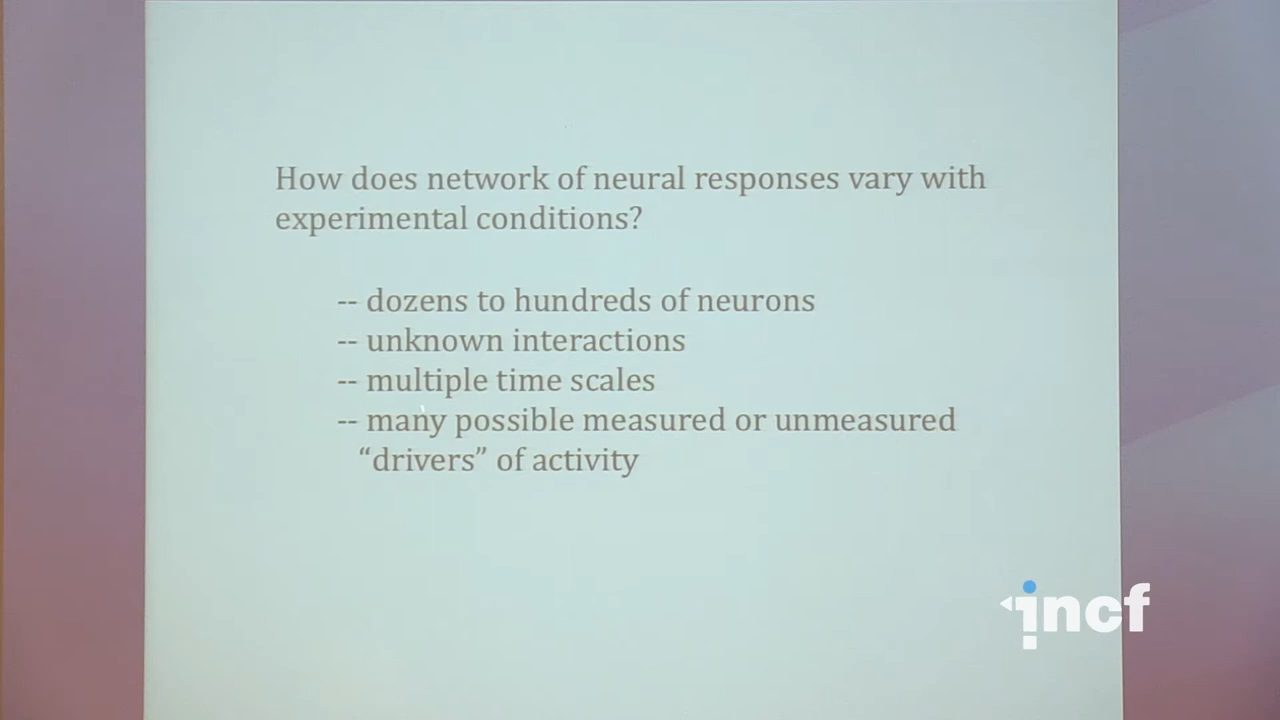 How does network of neural responses vary with
experimental conditions?
-- dozens to hundreds of neurons
-- unknown interactions
-- multiple time scales
-- many possible measured or unmeasured
“drivers” of activity
incf